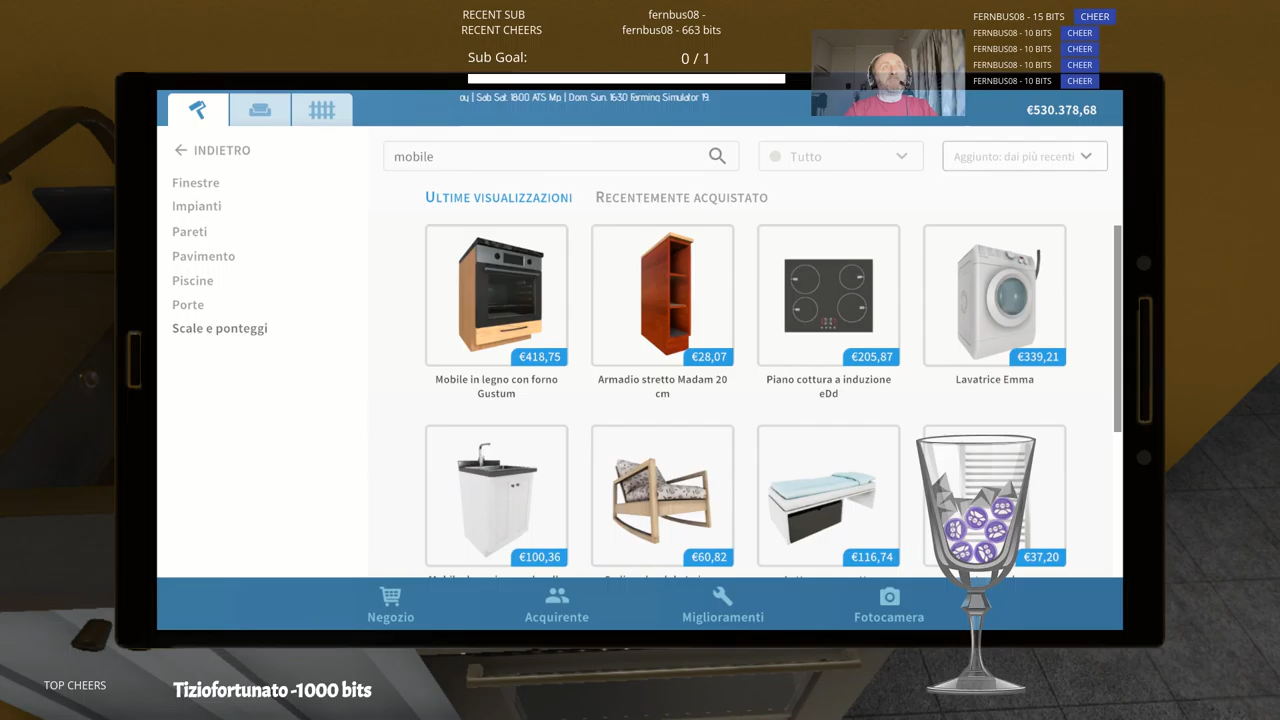 RECENT SUB
fernbus08 -
RECENT CHEERS
fernbus08 - 663 bits
Sub Goal:
0 / 1
FERNBUS08 - 15 BITS CHEER
FERNBUS08 - 10 BITS CHEER
FERNBUS08 - 10 BITS CHEER
FERNBUS08 - 10 BITS CHEER
FERNBUS08 - 10 BITS CHEER
oy | Sab Sat. 18:00 ATS Mp | Dom. Sun. 16:30 Farming Simulator 19.
€530.378,68
INDIETRO
Finestre
Impianti
Pareti
Pavimento
Piscine
Porte
Scale e ponteggi
mobile
Tutto
Aggiunto: dai più recenti
ULTIME VISUALIZZAZIONI
RECENTEMENTE ACQUISTATO
€418,75
Mobile in legno con forno
Gustum
€28,07
Armadio stretto Madam 20
cm
€205,87
Piano cottura a induzione
eDd
€339,21
Lavatrice Emma
€100,36
€60,82
€116,74
€37,20
Negozio
Acquirente
Miglioramenti
Fotocamera
TOP CHEERS
Tiziofortunato -1000 bits